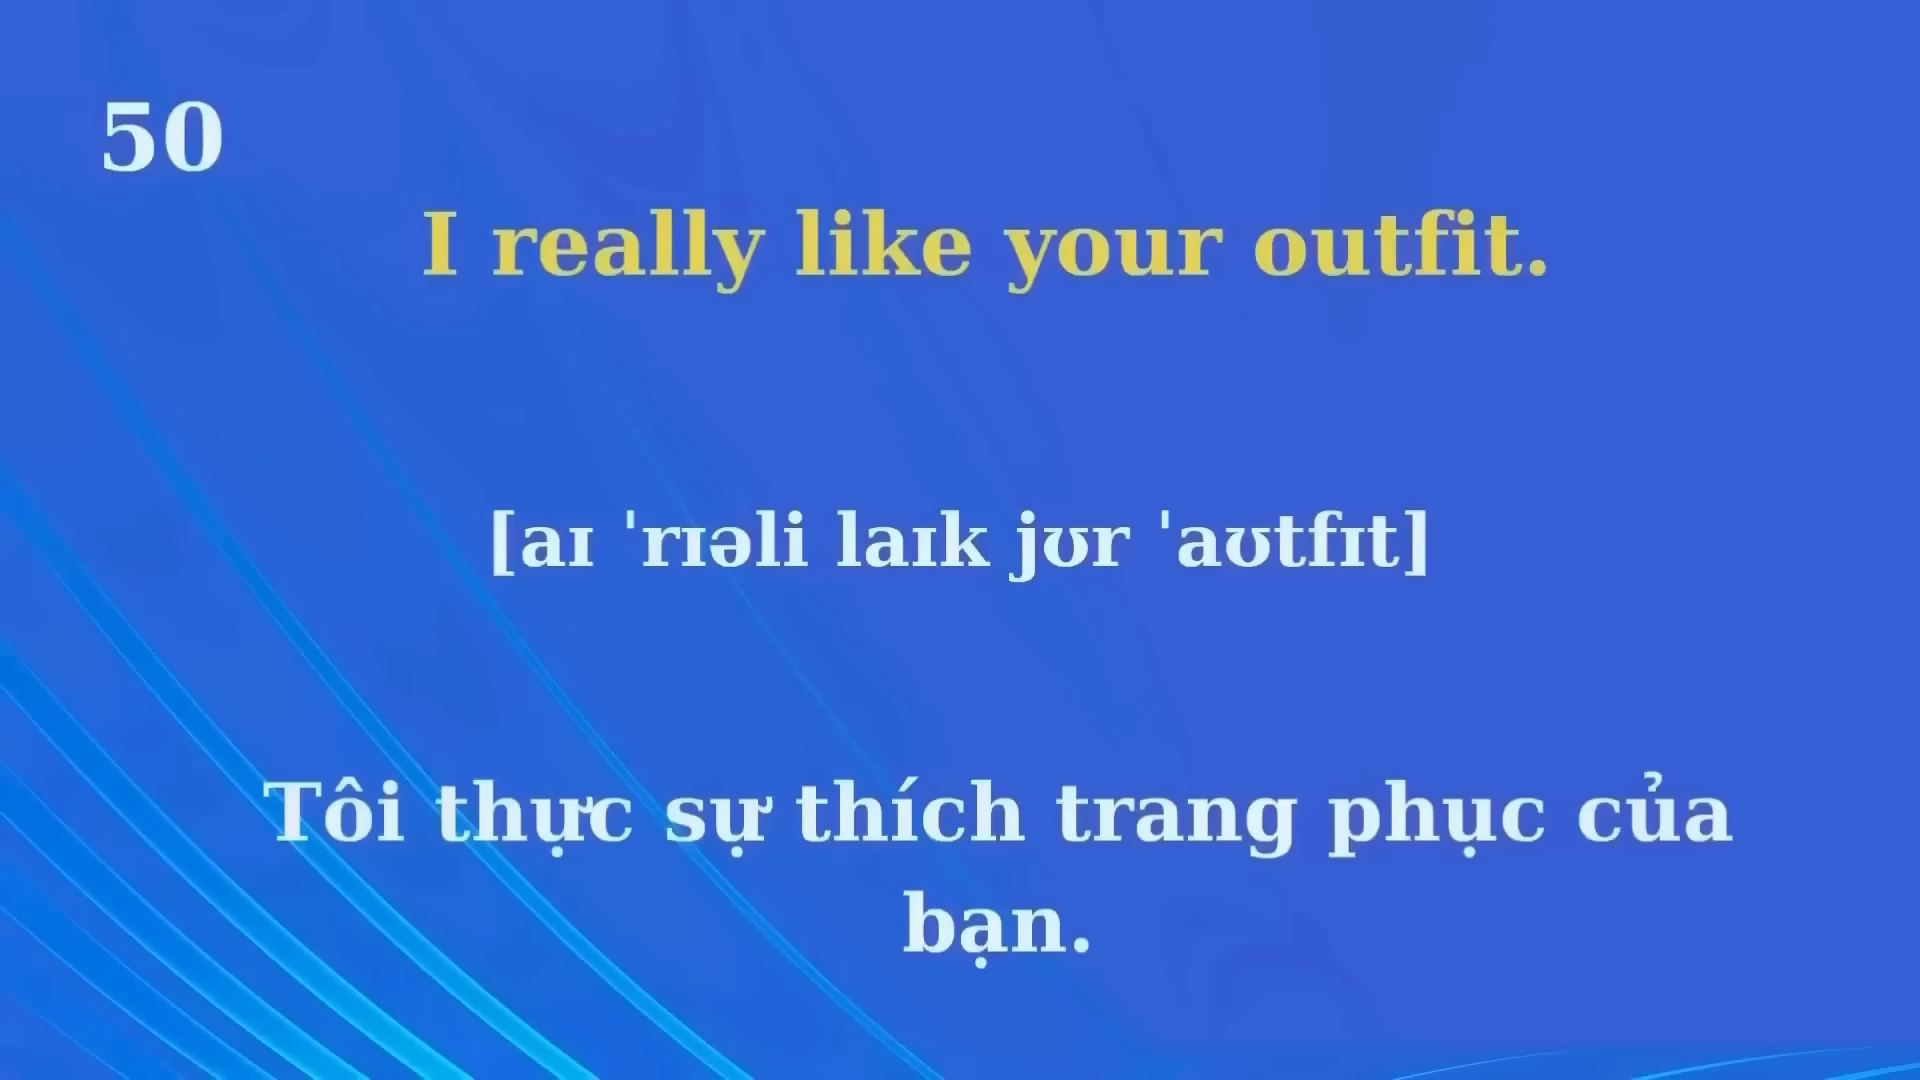 50
I really like your outfit.
[aɪ ˈrɪəli laɪk jʊr ˈaʊtfɪt]
Tôi thực sự thích trang phục của
bạn.